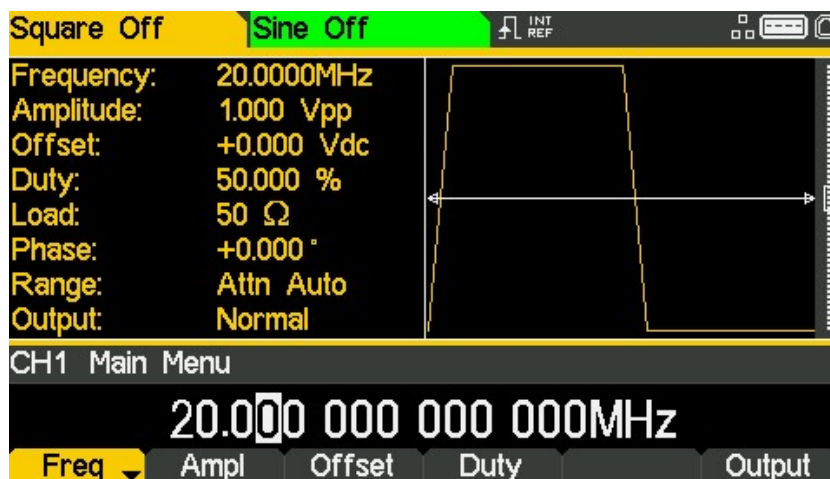 Square Off Sine Off INT
REF
Frequency: 20.0000MHz
Amplitude: 1.000 Vpp
Offset: +0.000 Vdc
Duty: 50.000 %
Load: 50 Ω
Phase: +0.000 °
Range: Attn Auto
Output: Normal
CH1 Main Menu
20.000 000 000 000MHz
Freq Ampl Offset Duty Output